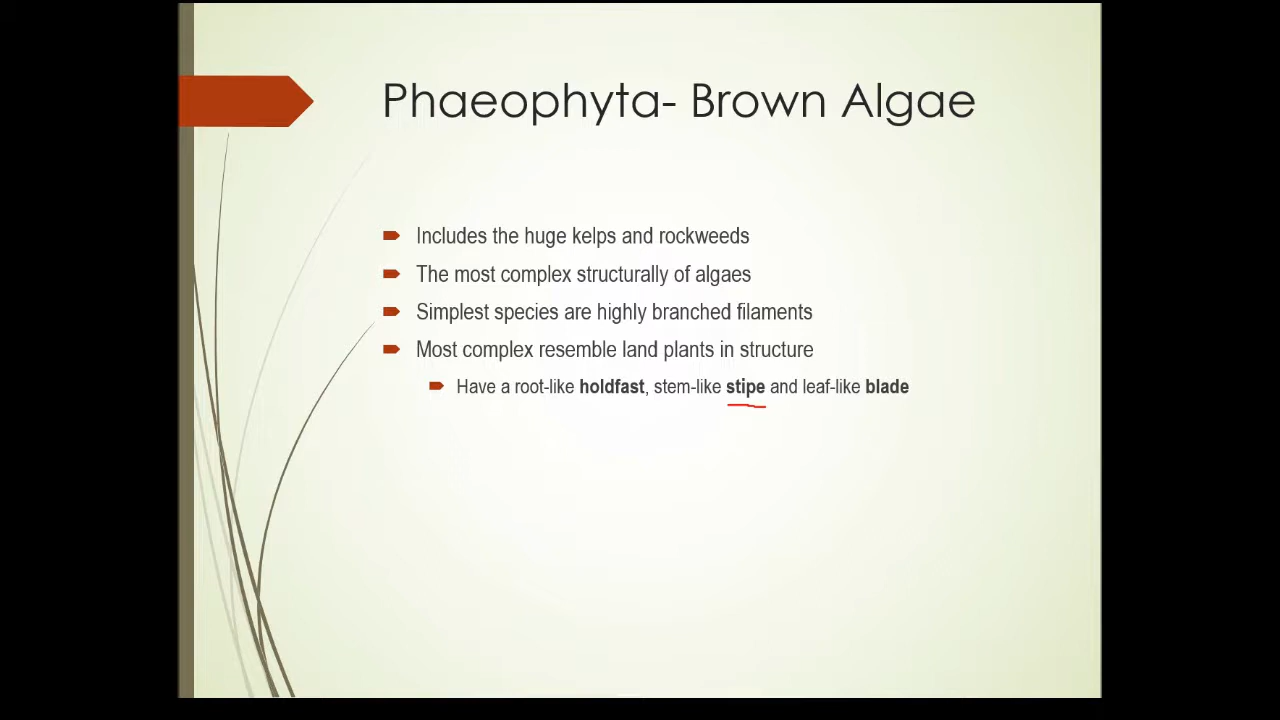 Phaeophyta- Brown Algae
Includes the huge kelps and rockweeds
The most complex structurally of algaes
Simplest species are highly branched filaments
Most complex resemble land plants in structure
Have a root-like holdfast, stem-like stipe and leaf-like blade